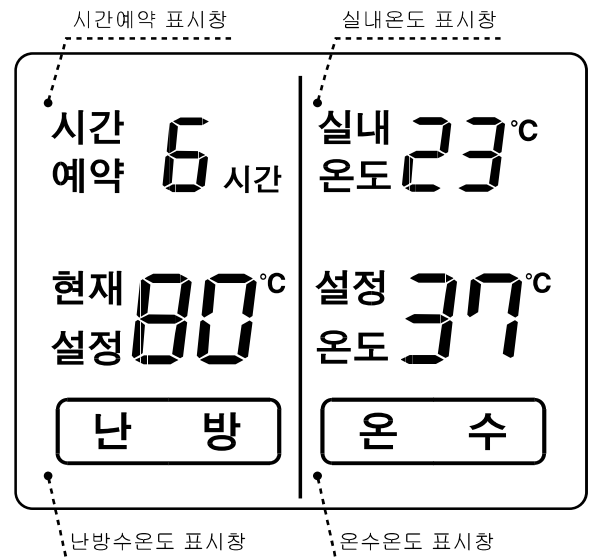 시간예약 표시창
실내온도 표시창
시간
예약
6 시간
실내
온도
23 °C
현재
설정
80 °C
설정
온도
37 °C
난 방
온 수
난방수온도 표시창
온수온도 표시창